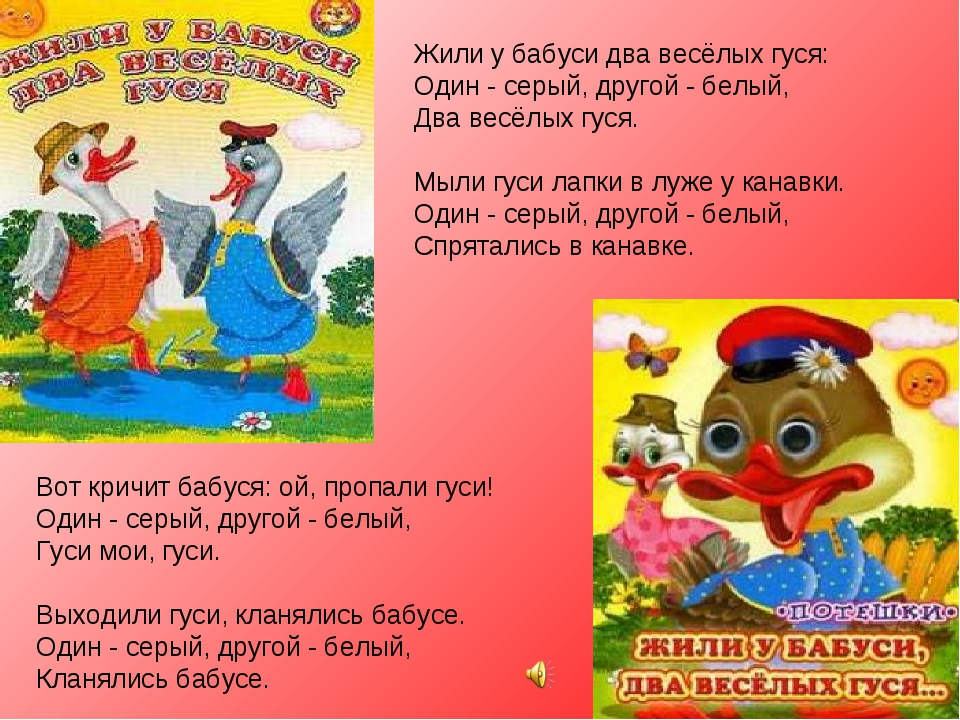 ЖИЛИ У БАБУСИ
ДВА ВЕСЁЛЫХ
ГУСЯ
Жили у бабуси два весёлых гуся:
Один - серый, другой - белый,
Два весёлых гуся.
Мыли гуси лапки в луже у канавки.
Один - серый, другой - белый,
Спрятались в канавке.
Вот кричит бабуся: ой, пропали гуси!
Один - серый, другой - белый,
Гуси мои, гуси.
Выходили гуси, кланялись бабусе.
Один - серый, другой - белый,
Кланялись бабусе.
•ПОТЕШКИ•
ЖИЛИ У БАБУСИ,
ДВА ВЕСЁЛЫХ ГУСЯ...